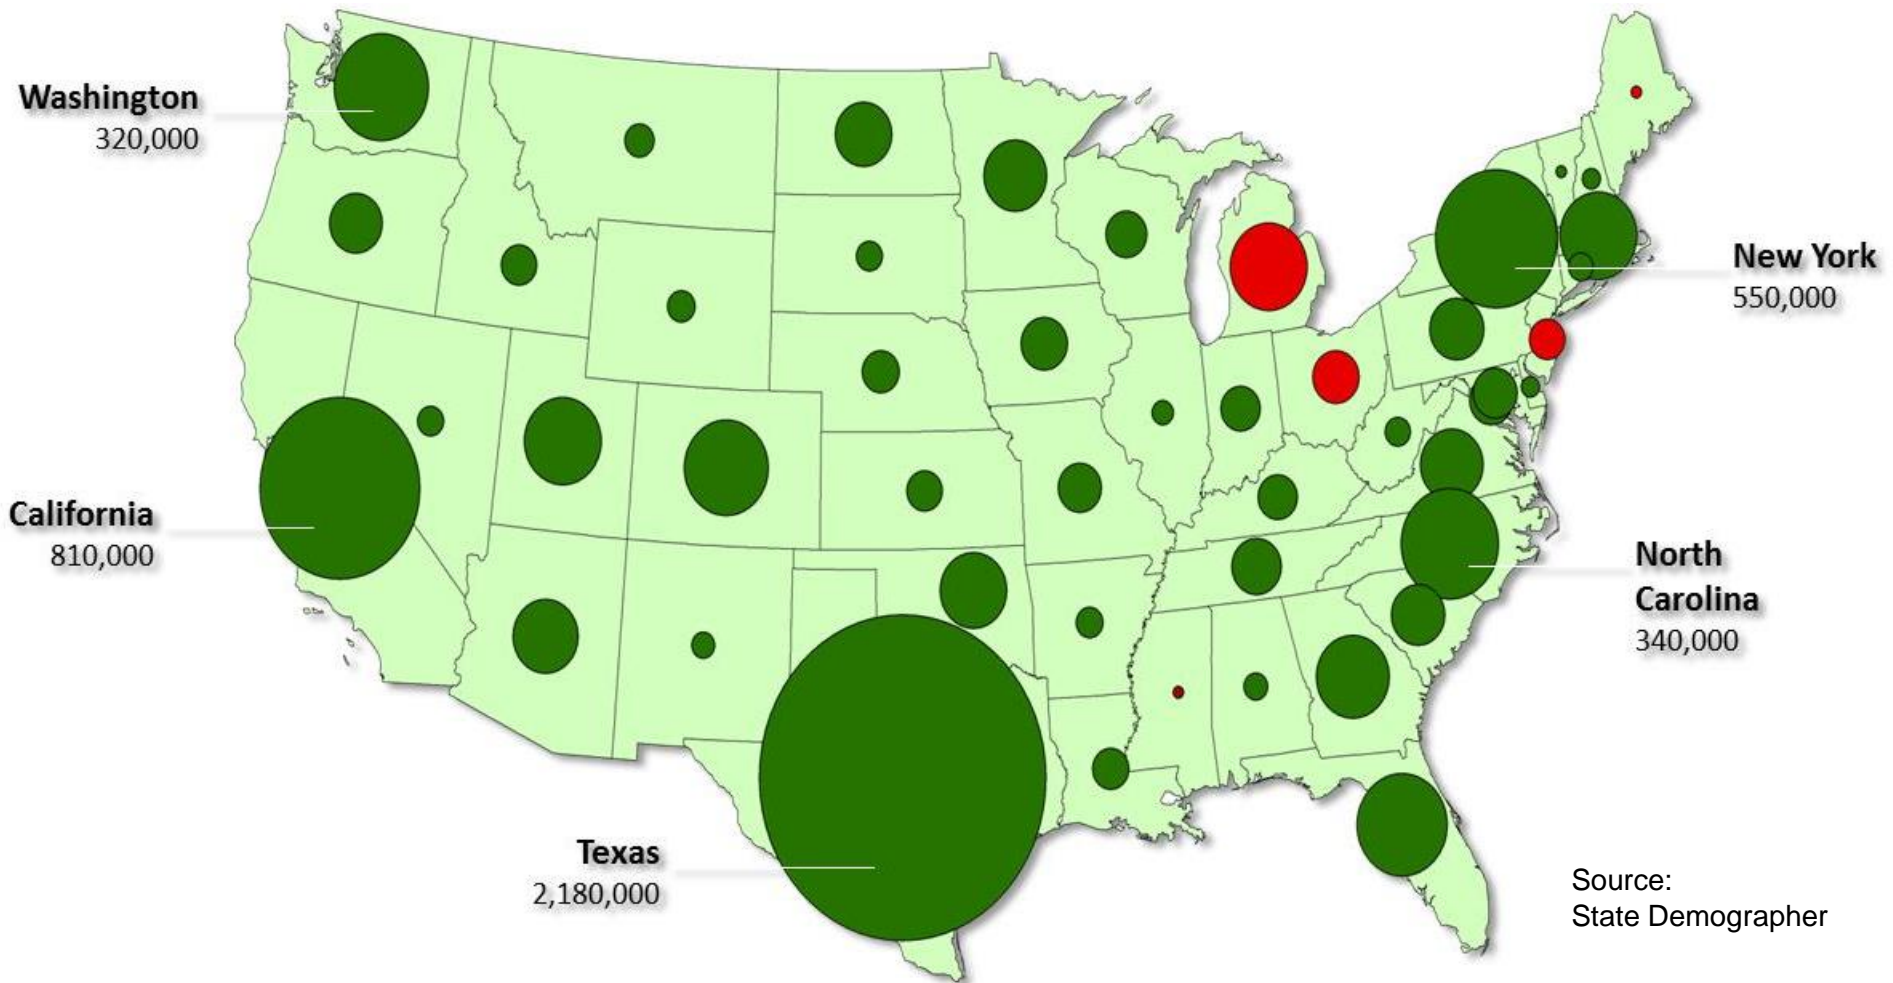 Washington
320,000
New York
550,000
California
810,000
North
Carolina
340,000
Texas
2,180,000
Source:
State Demographer